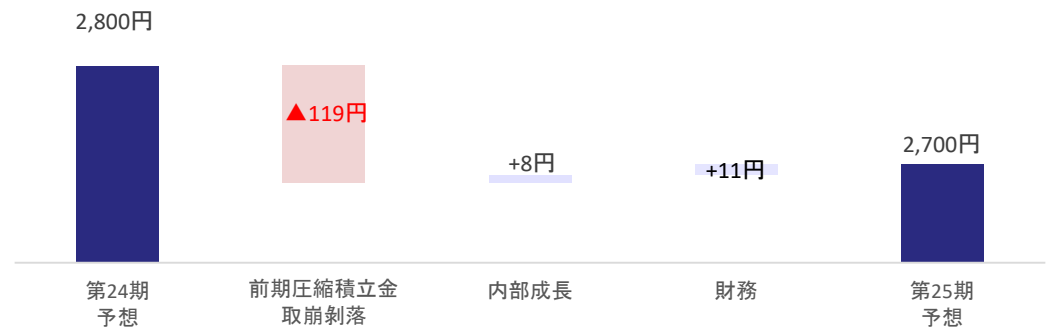 2,800円
▲119円
+8円
+11円
2,700円
第24期
予想
前期圧縮積立金
取崩剝落
内部成長
財務
第25期
予想